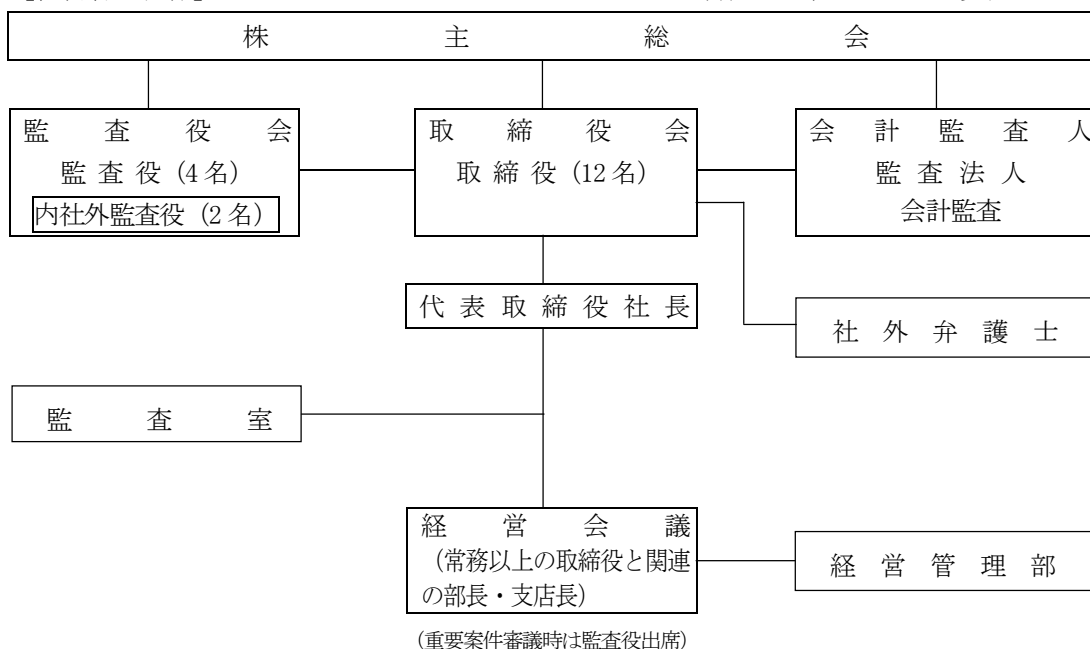 株主総会
監査役会
監査役（4名）
内社外監査役（2名）
取締役会
取締役（12名）
会計監査人
監査法人
会計監査
代表取締役社長
社外弁護士
監査室
経営会議
（常務以上の取締役と関連
の部長・支店長）
経営管理部
（重要案件審議時は監査役出席）